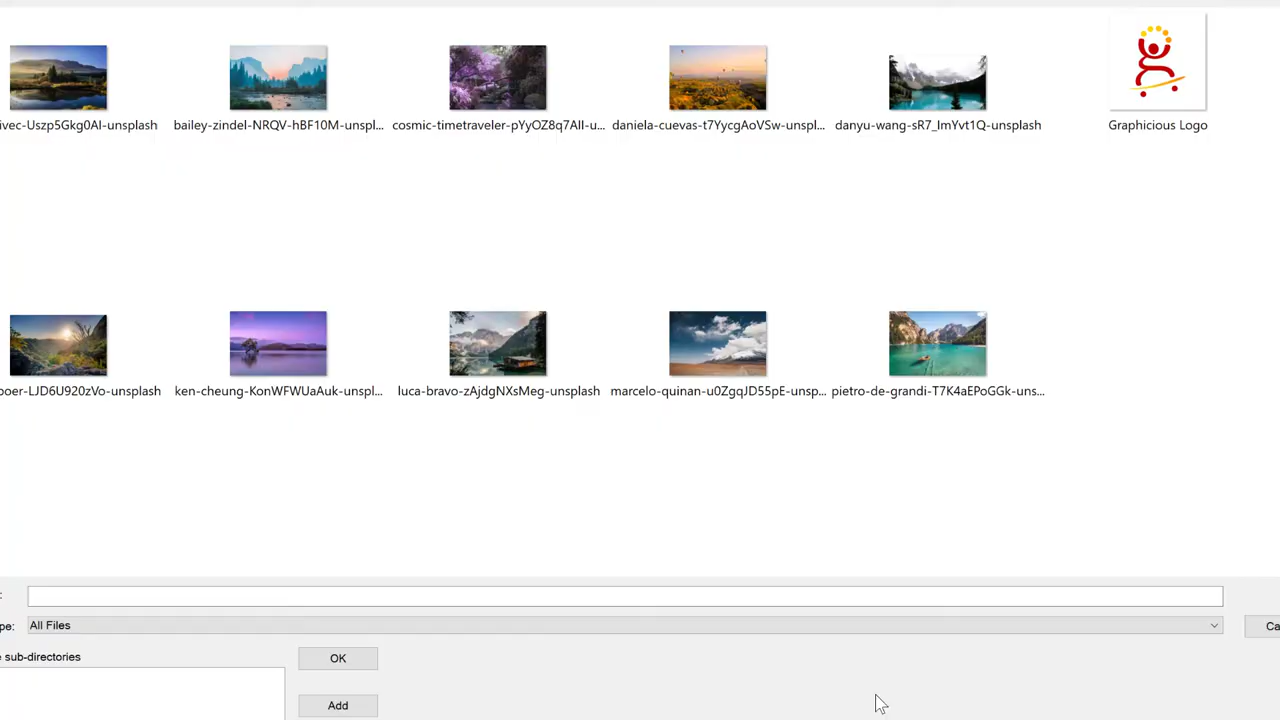 ivec-Uszp5Gkg0AI-unsplash
bailey-zindel-NRQV-hBF10M-unspl...
cosmic-timetraveler-pYyOZ8q7AII-u...
daniela-cuevas-t7YycgAoVSw-unspl...
danyu-wang-sR7_lmYvt1Q-unsplash
Graphicious Logo
boer-LJD6U920zVo-unsplash
ken-cheung-KonWFWUaAuk-unspl...
luca-bravo-zAjdgNXsMeg-unsplash
marcelo-quinan-u0ZgqJD55pE-unsp...
pietro-de-grandi-T7K4aEPoGGk-uns...
:
pe:
All Files
Ca
e sub-directories
OK
Add